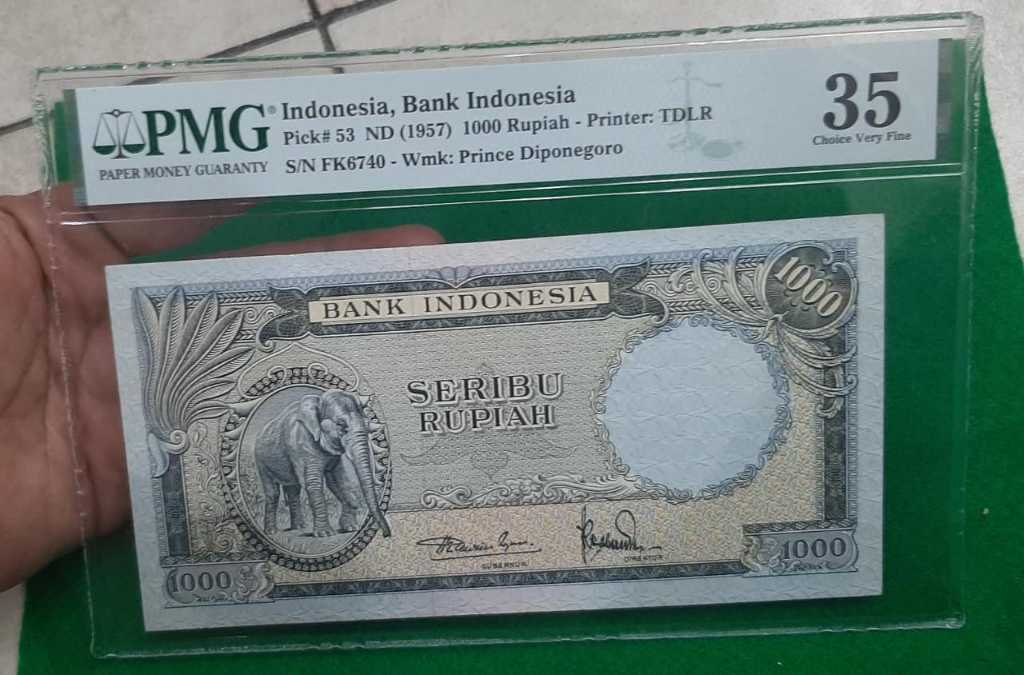 PMG®
PAPER MONEY GUARANTY
Indonesia, Bank Indonesia
Pick# 53 ND (1957) 1000 Rupiah - Printer: TDLR
S/N FK6740 - Wmk: Prince Diponegoro
35
Choice Very Fine
BANK INDONESIA
1000
SERIBU
RUPIAH
GUBERNUR
DIREKTUR
1000
1000